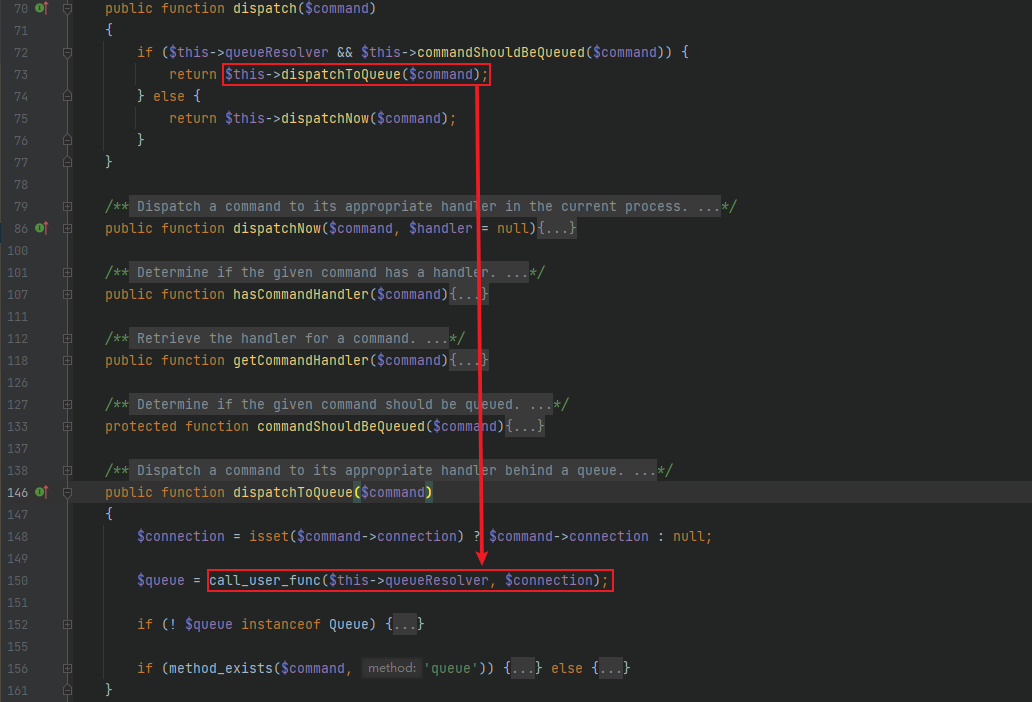 70 public function dispatch($command)
71 {
72 if ($this->queueResolver && $this->commandShouldBeQueued($command)) {
73 return $this->dispatchToQueue($command);
74 } else {
75 return $this->dispatchNow($command);
76 }
77 }
78
79 /** Dispatch a command to its appropriate handler in the current process. ...*/
86 public function dispatchNow($command, $handler = null){...}
100
101 /** Determine if the given command has a handler. ...*/
107 public function hasCommandHandler($command){...}
111
112 /** Retrieve the handler for a command. ...*/
118 public function getCommandHandler($command){...}
126
127 /** Determine if the given command should be queued. ...*/
133 protected function commandShouldBeQueued($command){...}
137
138 /** Dispatch a command to its appropriate handler behind a queue. ...*/
146 public function dispatchToQueue($command)
147 {
148 $connection = isset($command->connection) ? $command->connection : null;
149
150 $queue = call_user_func($this->queueResolver, $connection);
151
152 if (! $queue instanceof Queue) {...}
155
156 if (method_exists($command, method: 'queue')) {...} else {...}
161 }